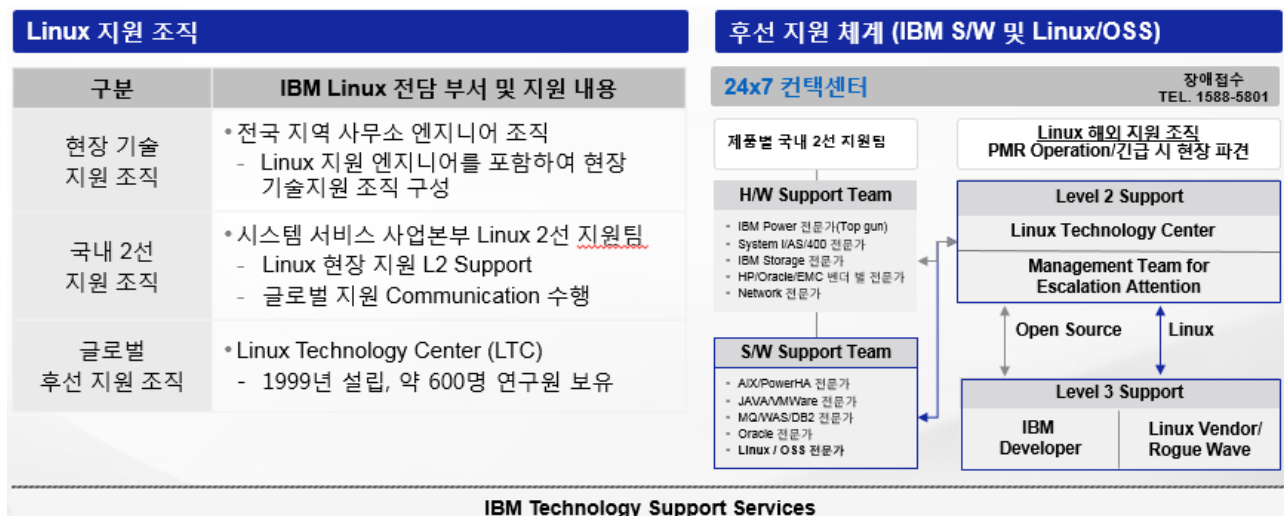 Linux 지원 조직
구분
IBM Linux 전담 부서 및 지원 내용
현장 기술
지원 조직
•전국 지역 사무소 엔지니어 조직
- Linux 지원 엔지니어를 포함하여 현장
기술지원 조직 구성
국내 2선
지원 조직
•시스템 서비스 사업본부 Linux 2선 지원팀
- Linux 현장 지원 L2 Support
- 글로벌 지원 Communication 수행
글로벌
후선 지원 조직
•Linux Technology Center (LTC)
- 1999년 설립, 약 600명 연구원 보유
후선 지원 체계 (IBM S/W 및 Linux/OSS)
24x7 컨택센터
장애접수
TEL. 1588-5801
제품별 국내 2선 지원팀
H/W Support Team
- IBM Power 전문가(Top gun)
- System I/AS/400 전문가
- IBM Storage 전문가
- HP/Oracle/EMC 벤더 별 전문가
- Network 전문가
S/W Support Team
- AIX/PowerHA 전문가
- JAVA/VMWare 전문가
- MQ/WAS/DB2 전문가
- Oracle 전문가
- Linux / OSS 전문가
Linux 해외 지원 조직
PMR Operation/긴급 시 현장 파견
Level 2 Support
Linux Technology Center
Management Team for
Escalation Attention
Open Source
Linux
Level 3 Support
IBM
Developer
Linux Vendor/
Rogue Wave
IBM Technology Support Services